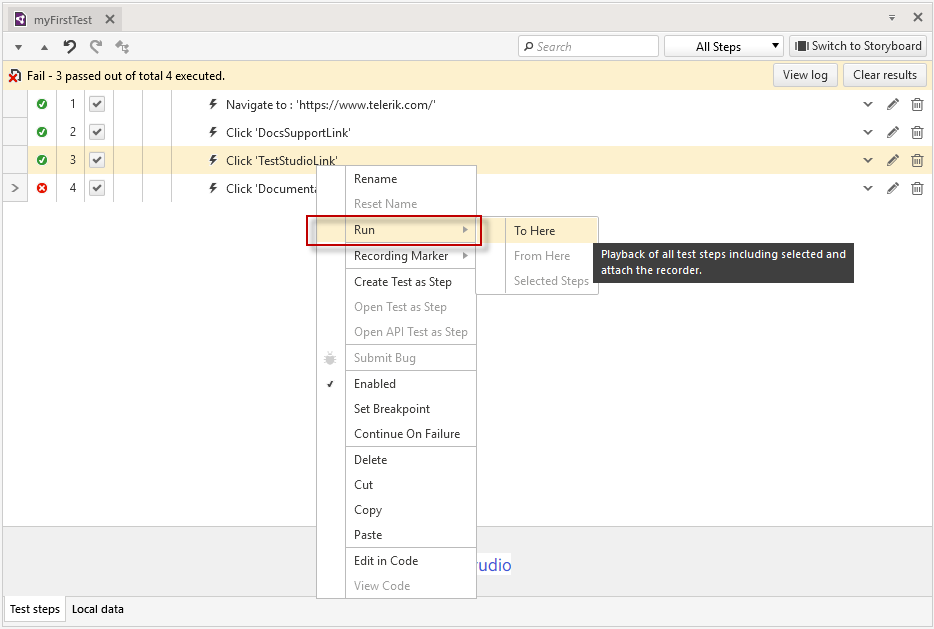 myFirstTest
Search
All Steps
Switch to Storyboard
Fail - 3 passed out of total 4 executed.
View log
Clear results
1 Navigate to : 'https://www.telerik.com/'
2 Click 'DocsSupportLink'
3 Click 'TestStudioLink'
4 Click 'Documenta
Rename
Reset Name
Run
To Here
From Here
Selected Steps
Playback of all test steps including selected and
attach the recorder.
Recording Marker
Create Test as Step
Open Test as Step
Open API Test as Step
Submit Bug
Enabled
Set Breakpoint
Continue On Failure
Delete
Cut
Copy
Paste
Edit in Code
View Code
udio
Test steps
Local data